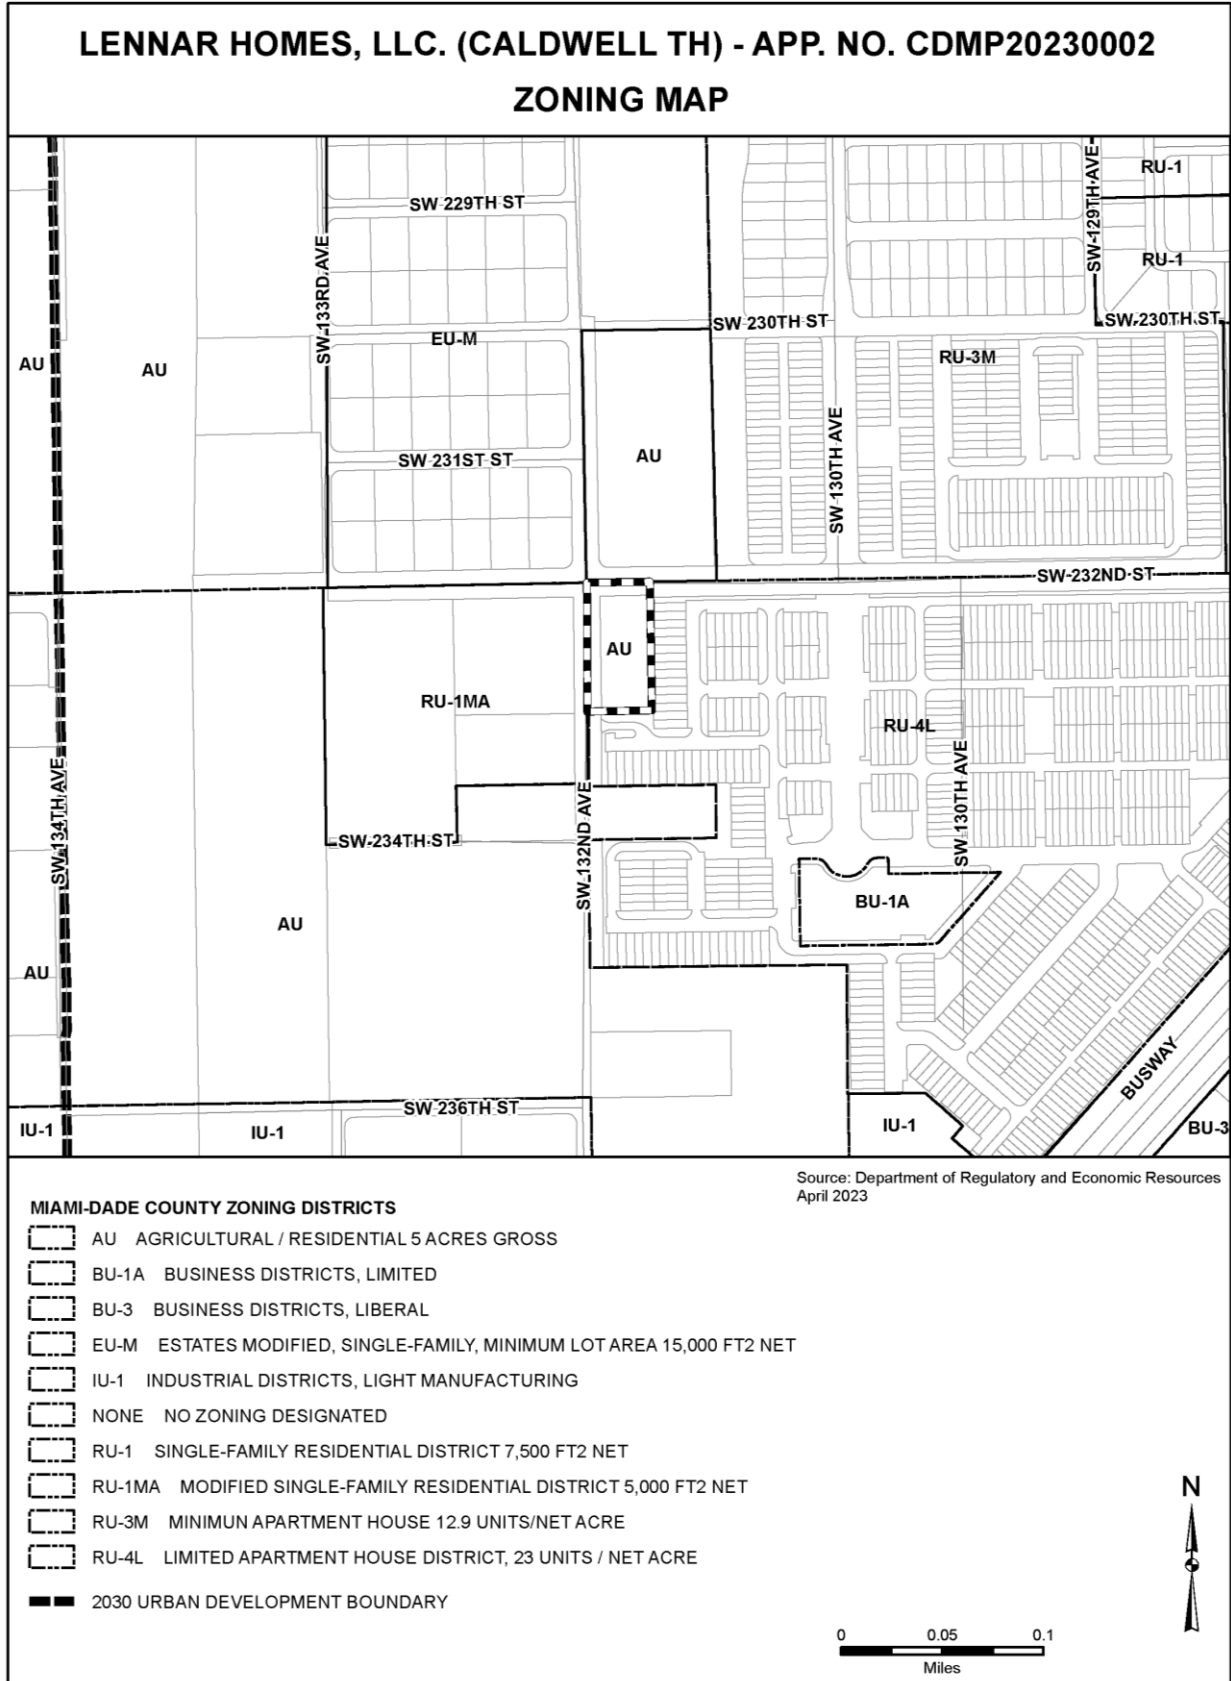 LENNAR HOMES, LLC. (CALDWELL TH) - APP. NO. CDMP20230002
ZONING MAP
RU-1
SW 129TH AVE
SW 229TH ST
SW 133RD AVE
RU-1
SW 230TH ST
SW 230TH ST
EU-M
RU-3M
AU
AU
SW 130TH AVE
AU
SW 231ST ST
SW 232ND ST
AU
RU-1MA
RU-4L
SW 134TH AVE
SW 132ND AVE
SW 130TH AVE
SW 234TH ST
BU-1A
AU
AU
BUSWAY
SW 236TH ST
IU-1
IU-1
IU-1
BU-3
Source: Department of Regulatory and Economic Resources
April 2023
MIAMI-DADE COUNTY ZONING DISTRICTS
AU AGRICULTURAL / RESIDENTIAL 5 ACRES GROSS
BU-1A BUSINESS DISTRICTS, LIMITED
BU-3 BUSINESS DISTRICTS, LIBERAL
EU-M ESTATES MODIFIED, SINGLE-FAMILY, MINIMUM LOT AREA 15,000 FT2 NET
IU-1 INDUSTRIAL DISTRICTS, LIGHT MANUFACTURING
NONE NO ZONING DESIGNATED
RU-1 SINGLE-FAMILY RESIDENTIAL DISTRICT 7,500 FT2 NET
RU-1MA MODIFIED SINGLE-FAMILY RESIDENTIAL DISTRICT 5,000 FT2 NET
RU-3M MINIMUN APARTMENT HOUSE 12.9 UNITS/NET ACRE
RU-4L LIMITED APARTMENT HOUSE DISTRICT, 23 UNITS / NET ACRE
2030 URBAN DEVELOPMENT BOUNDARY
N
0 0.05 0.1
Miles